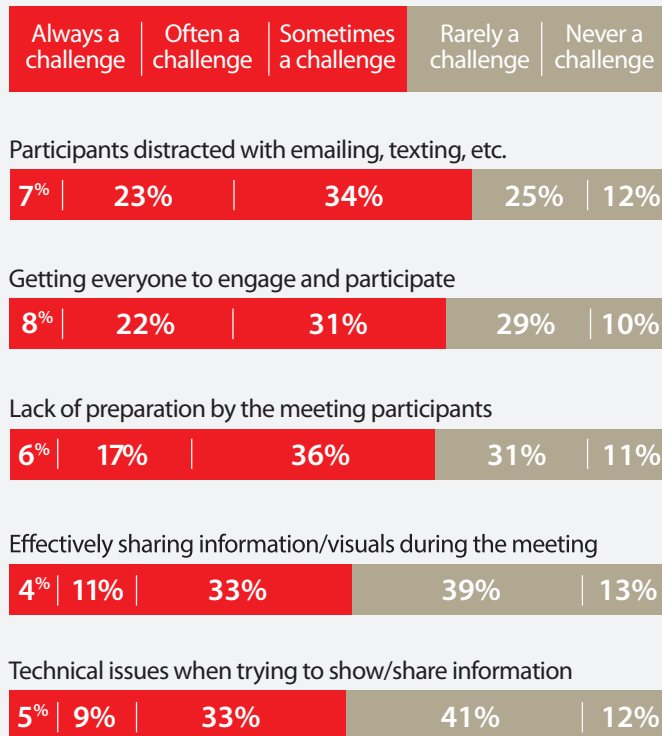 Always a challenge | Often a challenge | Sometimes a challenge | Rarely a challenge | Never a challenge
Participants distracted with emailing, texting, etc.
7% | 23% | 34% 25% | 12%
Getting everyone to engage and participate
8% | 22% | 31% 29% | 10%
Lack of preparation by the meeting participants
6% | 17% | 36% 31% | 11%
Effectively sharing information/visuals during the meeting
4% | 11% | 33% 39% | 13%
Technical issues when trying to show/share information
5% | 9% | 33% 41% | 12%